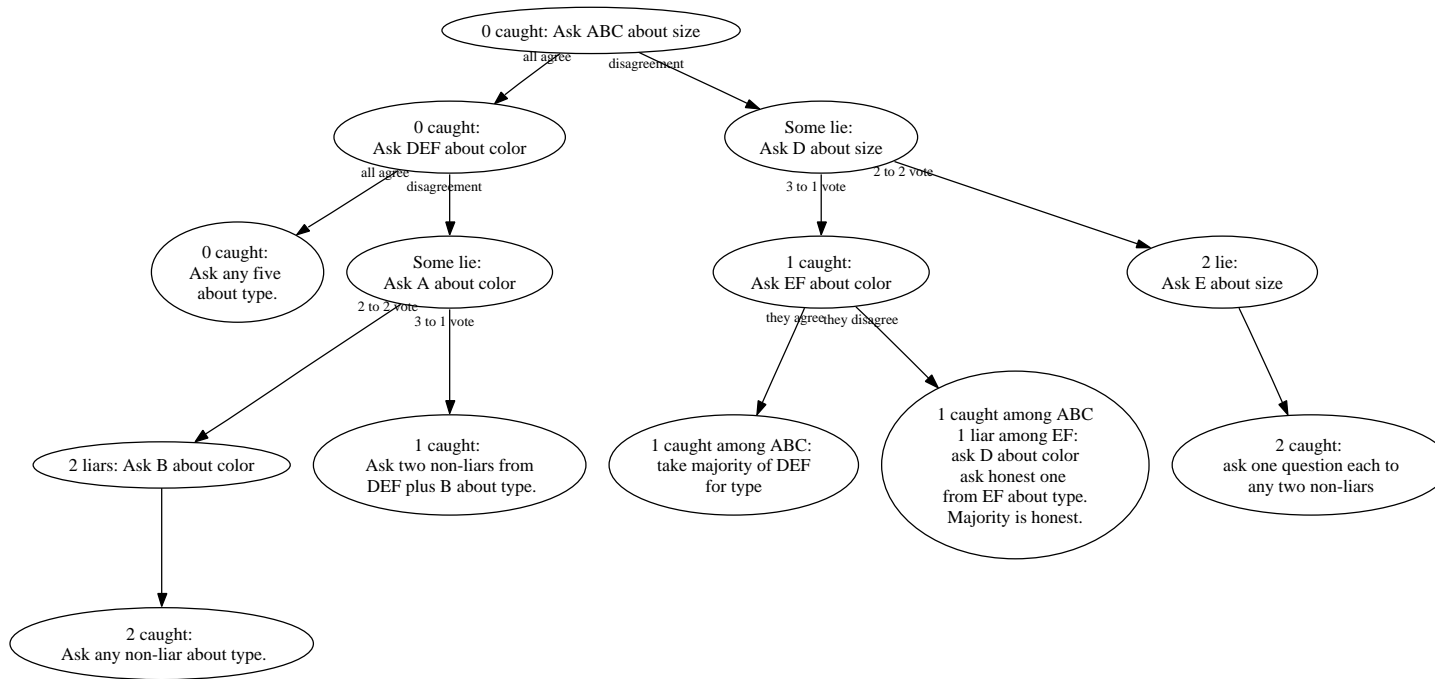 0 caught: Ask ABC about size
all agree
disagreement
0 caught:
Ask DEF about color
Some lie:
Ask D about size
all agree
disagreement
3 to 1 vote
2 to 2 vote
0 caught:
Ask any five
about type.
Some lie:
Ask A about color
1 caught:
Ask EF about color
2 lie:
Ask E about size
2 to 2 vote
3 to 1 vote
they agree
they disagree
2 liars: Ask B about color
1 caught:
Ask two non-liars from
DEF plus B about type.
1 caught among ABC:
take majority of DEF
for type
1 caught among ABC
1 liar among EF:
ask D about color
ask honest one
from EF about type.
Majority is honest.
2 caught:
ask one question each to
any two non-liars
2 caught:
Ask any non-liar about type.